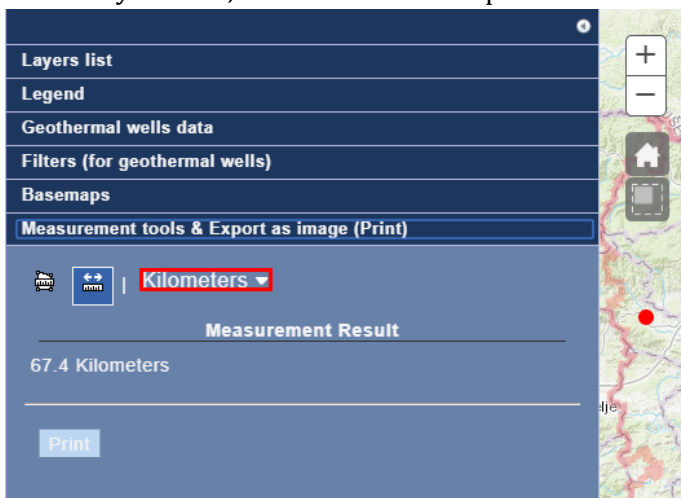 Layers list
Legend
Geothermal wells data
Filters (for geothermal wells)
Basemaps
Measurement tools & Export as image (Print)
Kilometers
Measurement Result
67.4 Kilometers
Print